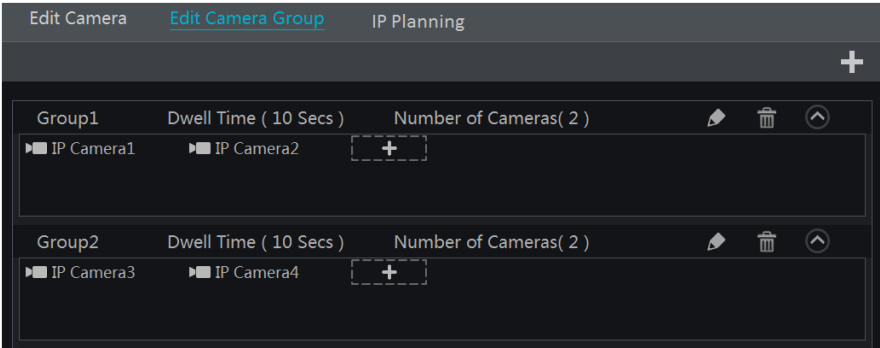 Edit Camera Edit Camera Group IP Planning
Group1 Dwell Time ( 10 Secs ) Number of Cameras( 2 )
IP Camera1 IP Camera2
Group2 Dwell Time ( 10 Secs ) Number of Cameras( 2 )
IP Camera3 IP Camera4